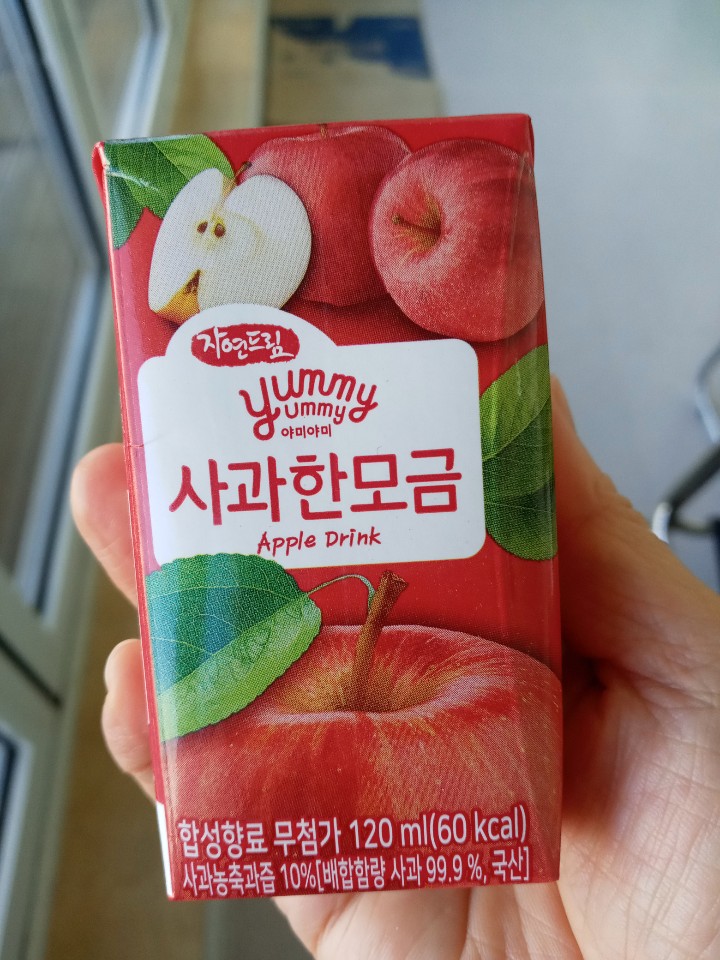 자연드림
yummy
ummy
야미야미
사과한모금
Apple Drink
합성향료 무첨가 120 ml(60 kcal)
사과농축과즙 10%[배합함량 사과 99.9 %, 국산]